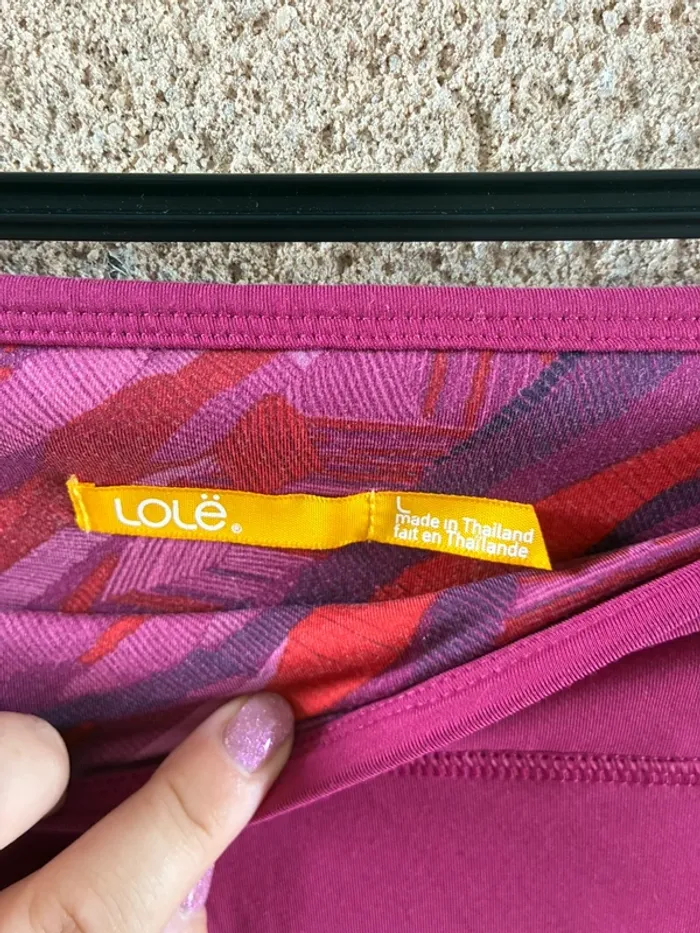 LOLË®
L
made in Thailand
fait en Thaïlande